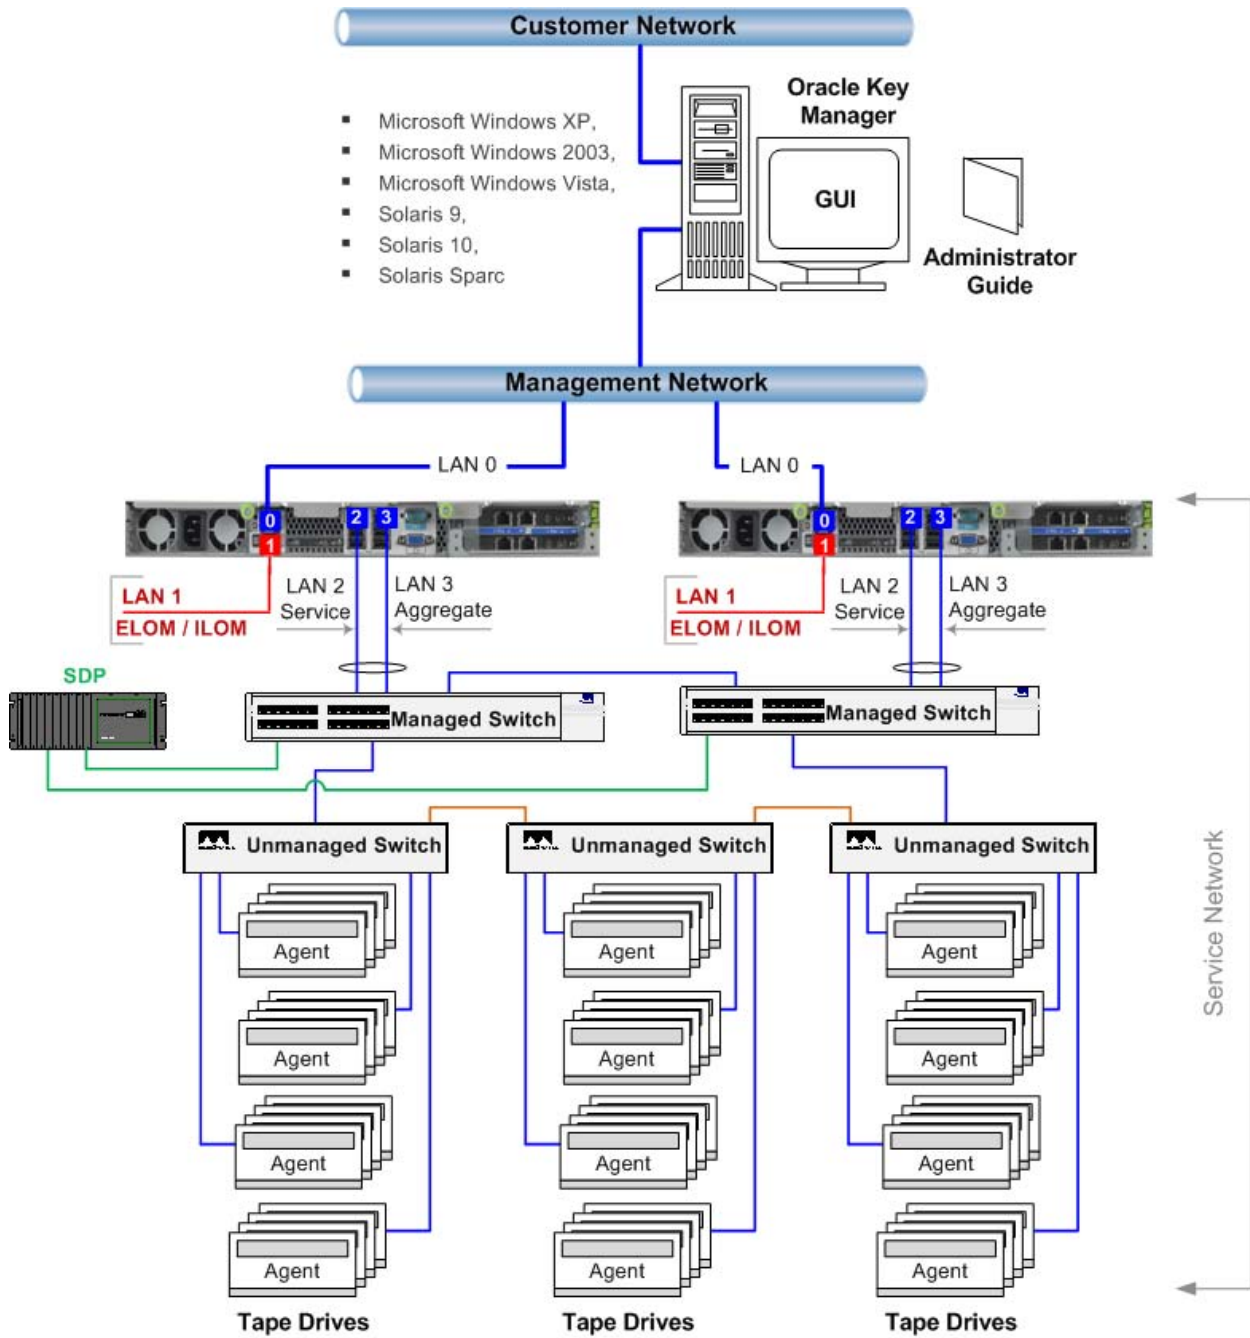 Customer Network
Oracle Key
Manager
Microsoft Windows XP,
Microsoft Windows 2003,
Microsoft Windows Vista,
Solaris 9,
Solaris 10,
Solaris Sparc
GUI
Administrator
Guide
Management Network
LAN 0
LAN 0
0
1
2
3
0
1
2
3
LAN 1
ELOM / ILOM
LAN 2
Service
LAN 3
Aggregate
LAN 1
ELOM / ILOM
LAN 2
Service
LAN 3
Aggregate
SDP
Managed Switch
Managed Switch
Unmanaged Switch
Unmanaged Switch
Unmanaged Switch
Agent
Agent
Agent
Agent
Agent
Agent
Agent
Agent
Agent
Agent
Agent
Agent
Tape Drives
Tape Drives
Tape Drives
Service Network